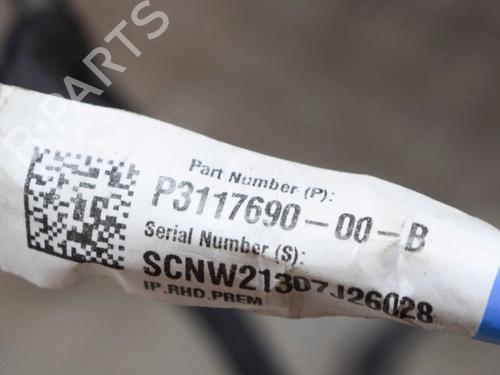 B-PARTS
Part Number (P):
P3117690-00-B
Serial Number (S):
SCNW21307J26028
IP.RHD.PREM